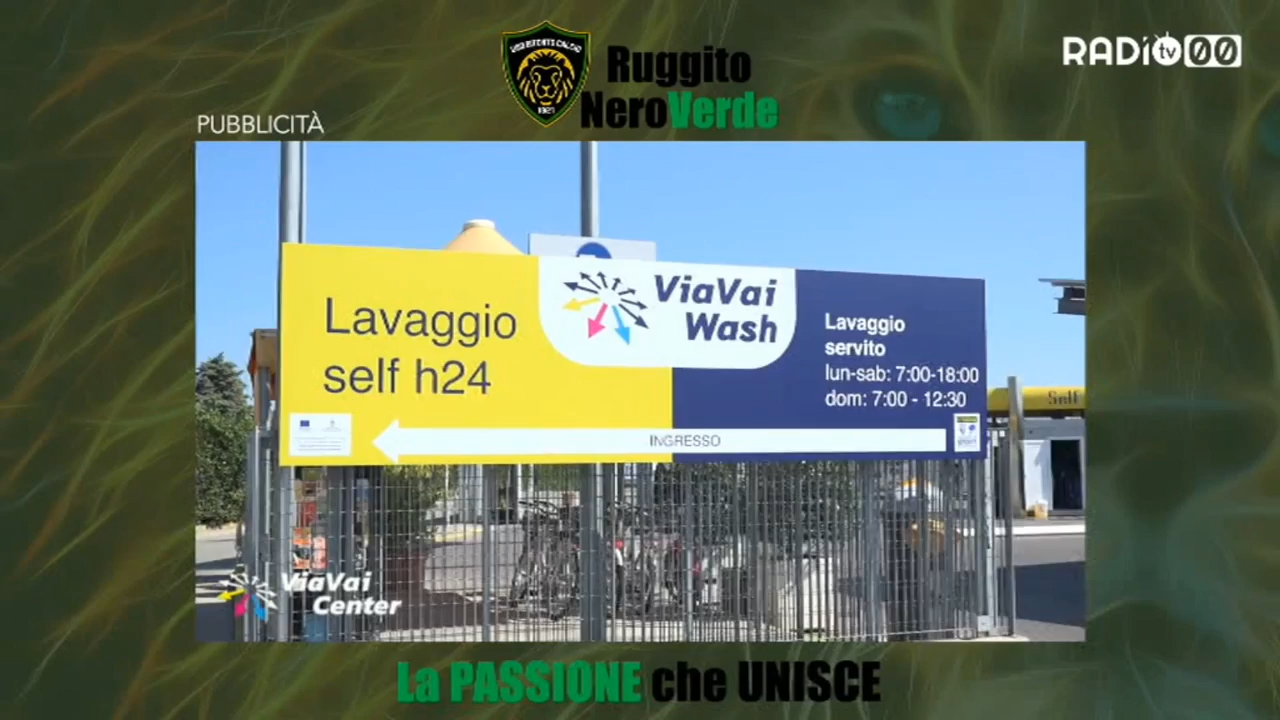 Ruggito
NeroVerde
RADIO tv 00
1921
PUBBLICITÀ
Lavaggio
self h24
ViaVai
Wash
Lavaggio
servito
lun-sab: 7:00-18:00
dom: 7:00 - 12:30
INGRESSO
Self
ViaVai
Center
La PASSIONE che UNISCE